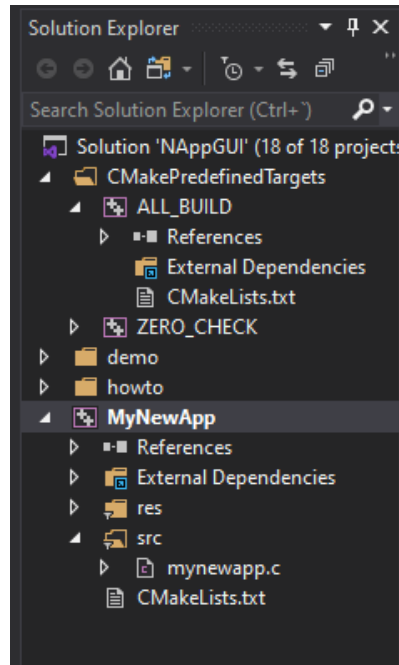 Solution Explorer
Search Solution Explorer (Ctrl+`)
Solution 'NAppGUI' (18 of 18 projects
CMakePredefinedTargets
ALL_BUILD
References
External Dependencies
CMakeLists.txt
ZERO_CHECK
demo
howto
MyNewApp
References
External Dependencies
res
src
mynewapp.c
CMakeLists.txt